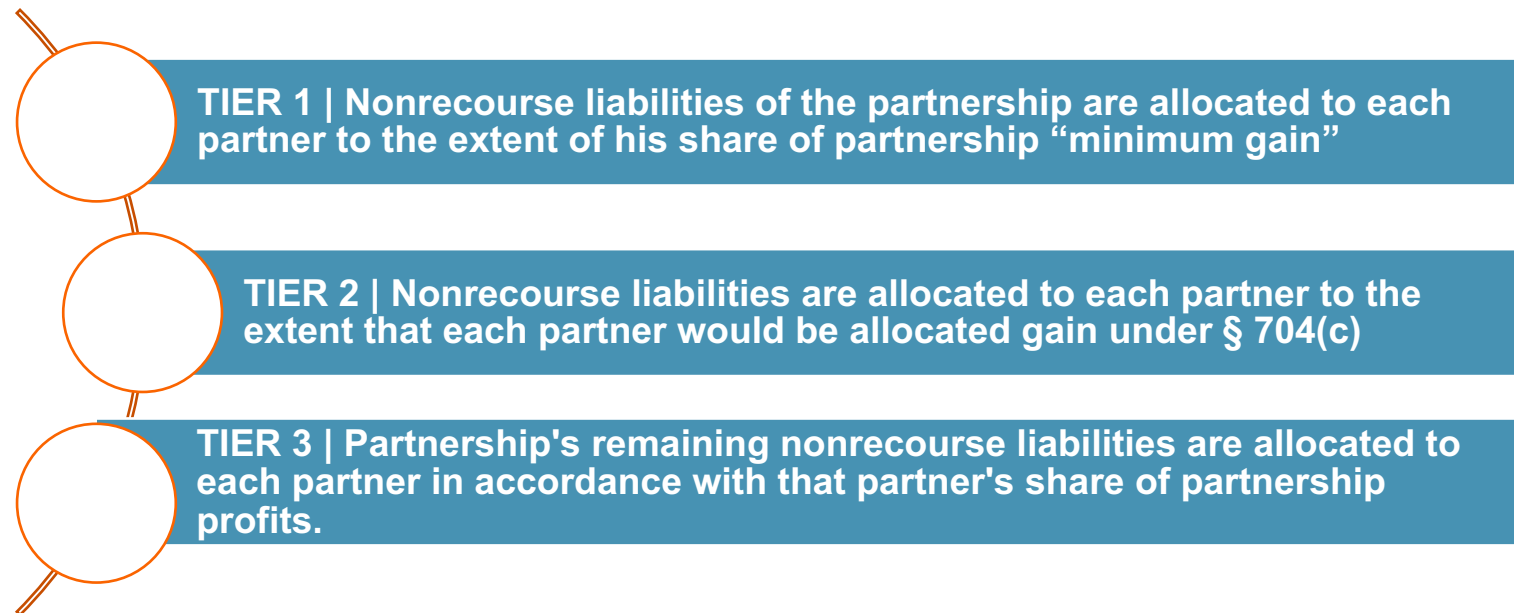 TIER 1 | Nonrecourse liabilities of the partnership are allocated to each
partner to the extent of his share of partnership “minimum gain”
TIER 2 | Nonrecourse liabilities are allocated to each partner to the
extent that each partner would be allocated gain under § 704(c)
TIER 3 | Partnership's remaining nonrecourse liabilities are allocated to
each partner in accordance with that partner's share of partnership
profits.